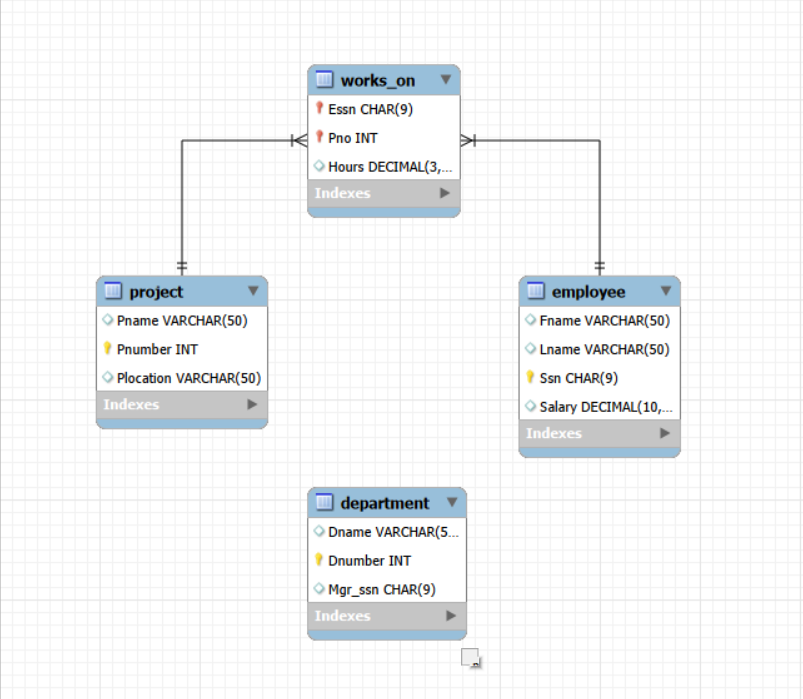 works_on
Essn CHAR(9)
Pno INT
Hours DECIMAL(3,...
Indexes
project
Pname VARCHAR(50)
Pnumber INT
Plocation VARCHAR(50)
Indexes
employee
Fname VARCHAR(50)
Lname VARCHAR(50)
Ssn CHAR(9)
Salary DECIMAL(10,...
Indexes
department
Dname VARCHAR(5...
Dnumber INT
Mgr_ssn CHAR(9)
Indexes